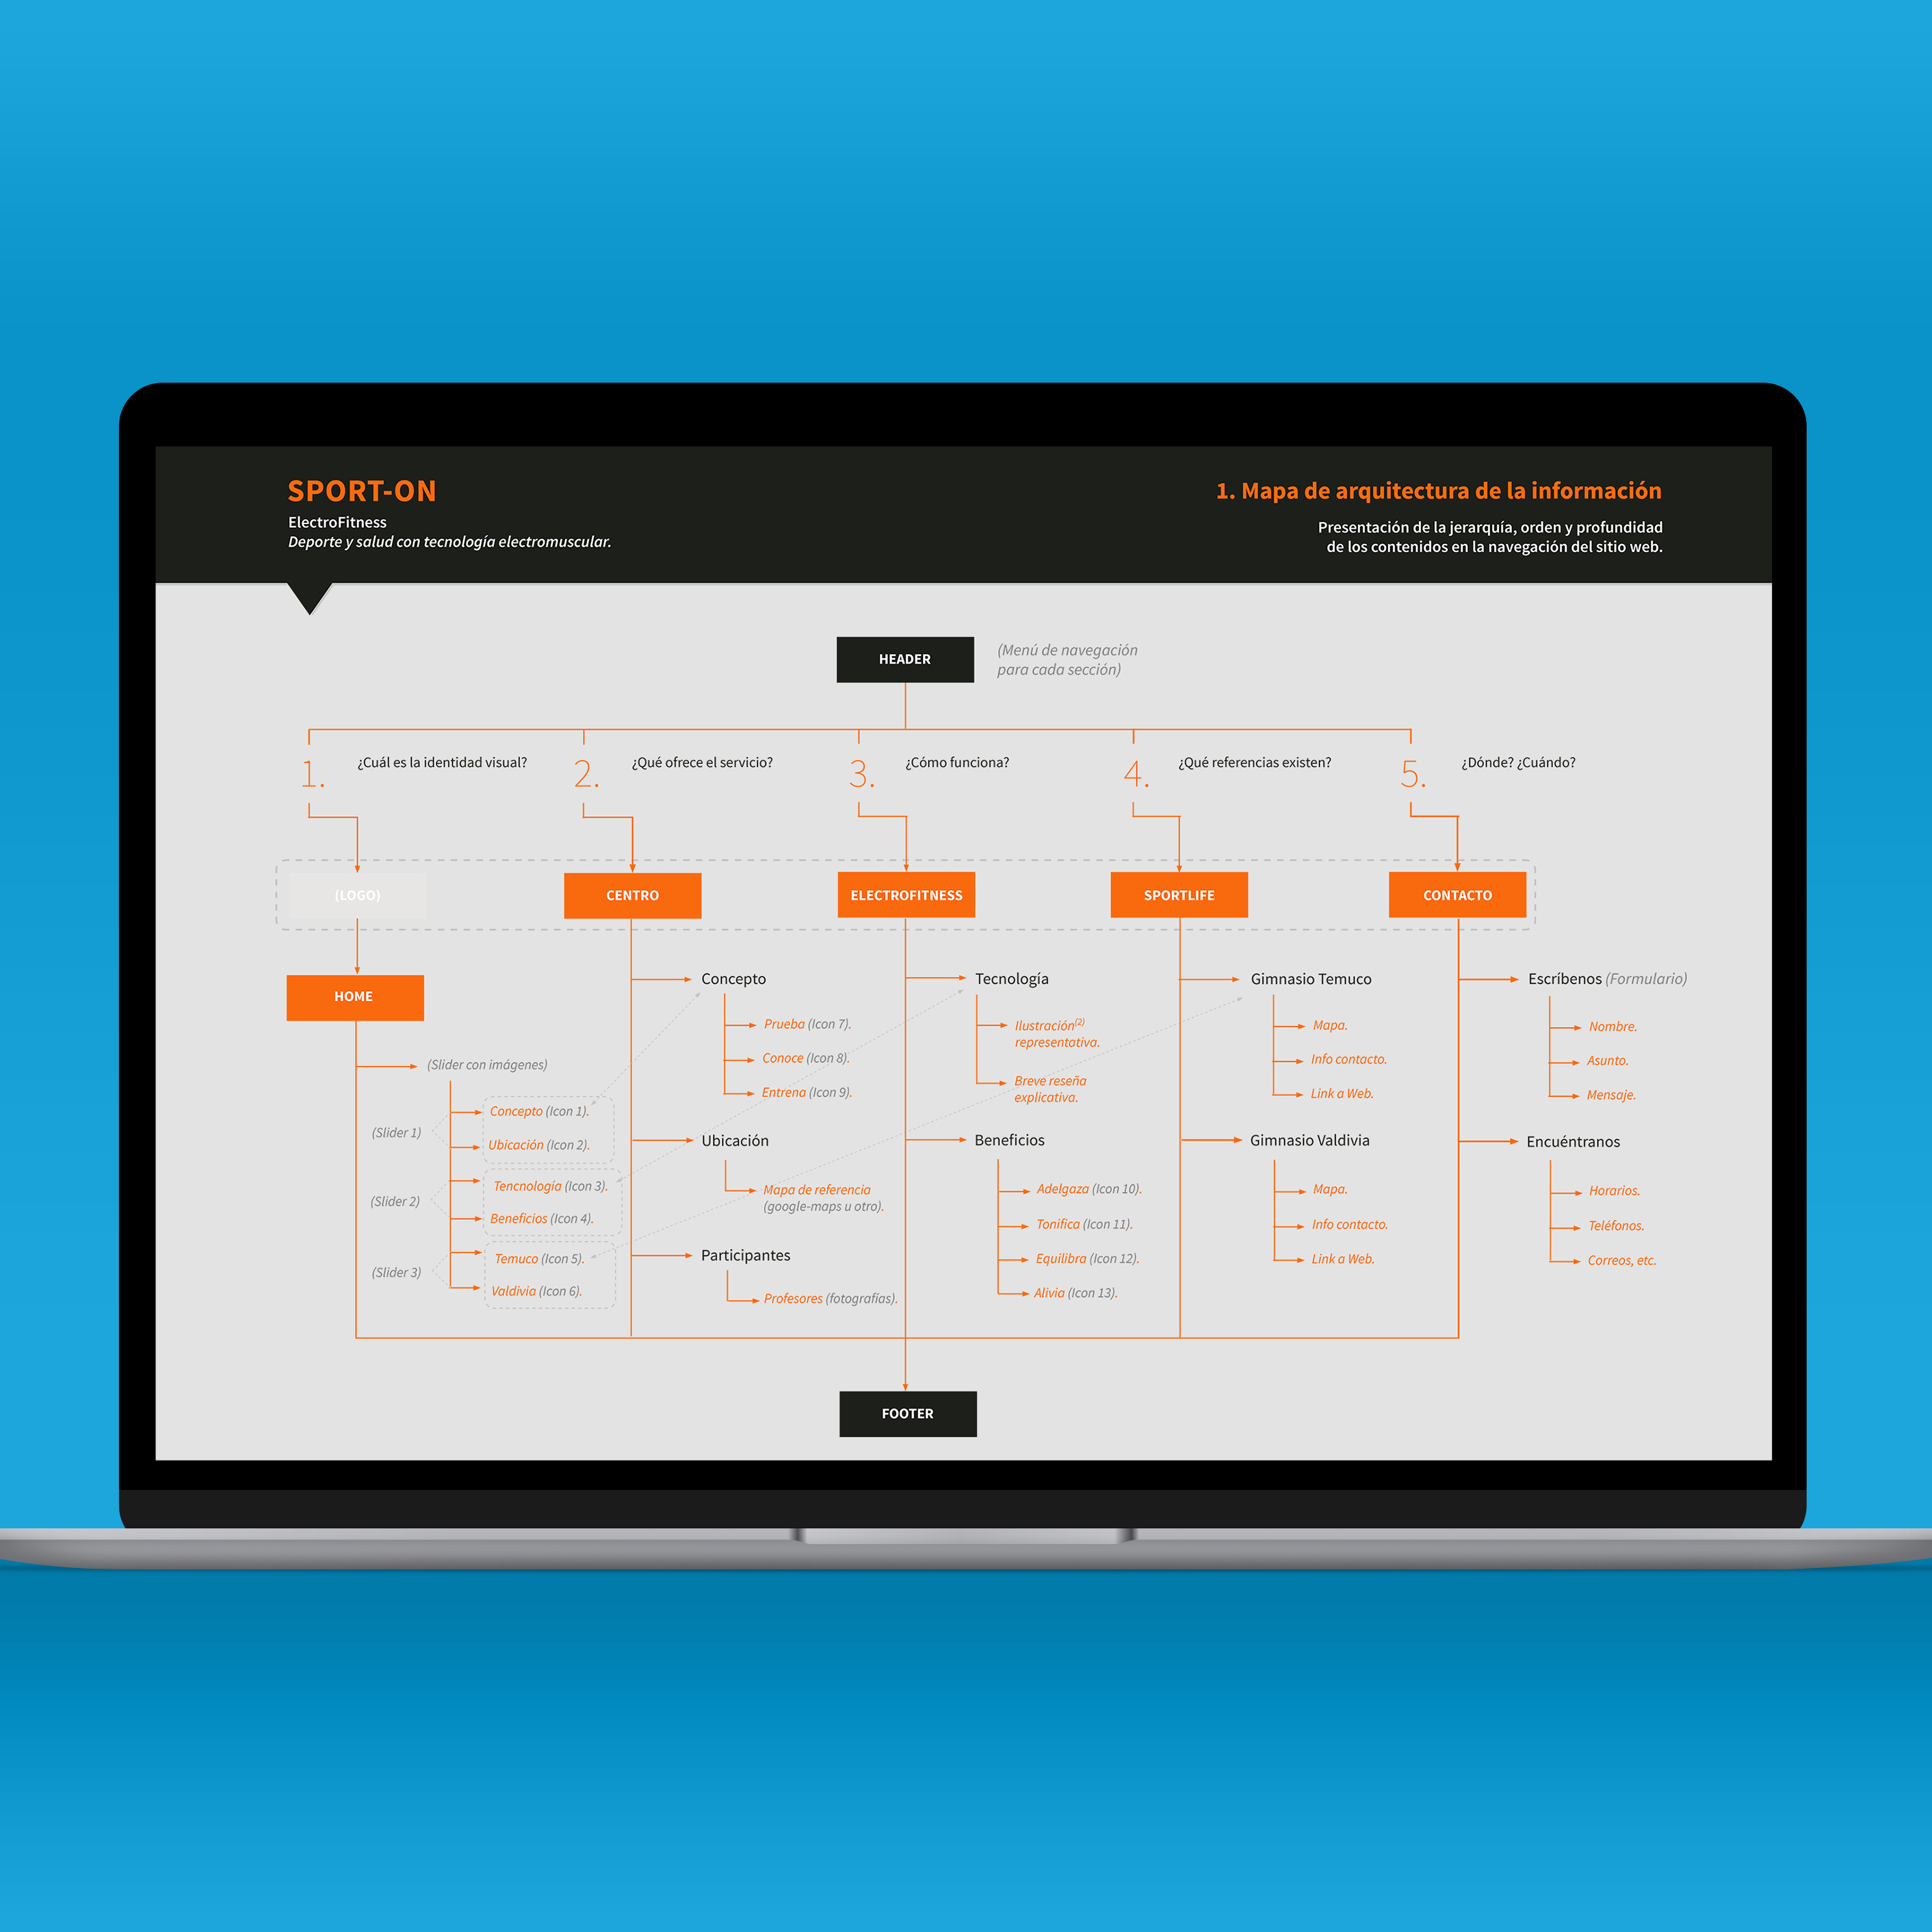 SPORT-ON
ElectroFitness
Deporte y salud con tecnología electromuscular.
1. Mapa de arquitectura de la información
Presentación de la jerarquía, orden y profundidad
de los contenidos en la navegación del sitio web.
HEADER
(Menú de navegación
para cada sección)
1.
¿Cuál es la identidad visual?
2.
¿Qué ofrece el servicio?
3.
¿Cómo funciona?
4.
¿Qué referencias existen?
5.
¿Dónde? ¿Cuándo?
(LOGO)
CENTRO
ELECTROFITNESS
SPORTLIFE
CONTACTO
HOME
(Slider con imágenes)
(Slider 1)
Concepto (Icon 1).
Ubicación (Icon 2).
(Slider 2)
Tencnología (Icon 3).
Beneficios (Icon 4).
(Slider 3)
Temuco (Icon 5).
Valdivia (Icon 6).
Concepto
Prueba (Icon 7).
Conoce (Icon 8).
Entrena (Icon 9).
Ubicación
Mapa de referencia
(google-maps u otro).
Participantes
Profesores (fotografías).
Tecnología
Ilustración(2)
representativa.
Breve reseña
explicativa.
Beneficios
Adelgaza (Icon 10).
Tonifica (Icon 11).
Equilibra (Icon 12).
Alivia (Icon 13).
Gimnasio Temuco
Mapa.
Info contacto.
Link a Web.
Gimnasio Valdivia
Mapa.
Info contacto.
Link a Web.
Escríbenos (Formulario)
Nombre.
Asunto.
Mensaje.
Encuéntranos
Horarios.
Teléfonos.
Correos, etc.
FOOTER